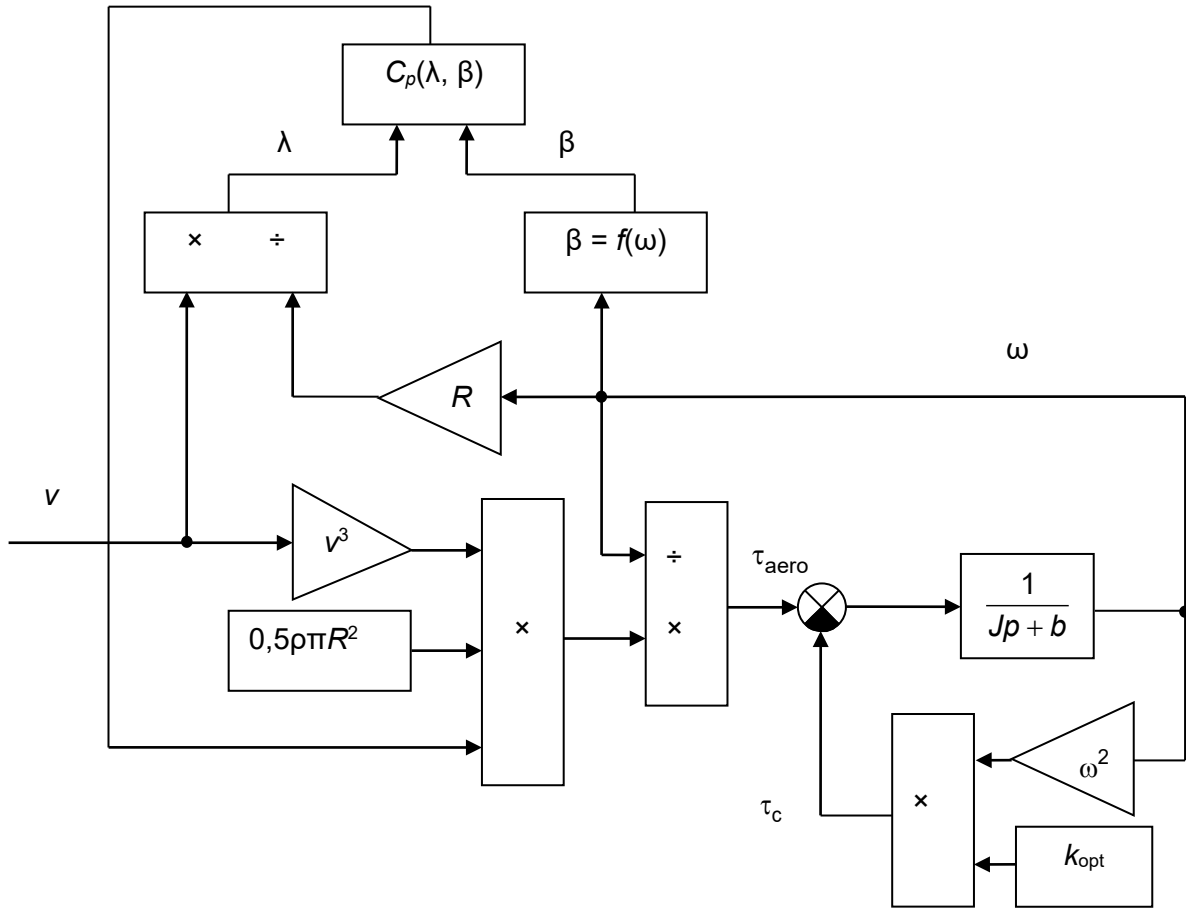 Cₚ(λ, β)
λ
β
× ÷
β = f(ω)
R
ω
v
v³
0,5ρπR²
×
÷
×
τaero
1
Jp + b
ω²
×
τc
kopt